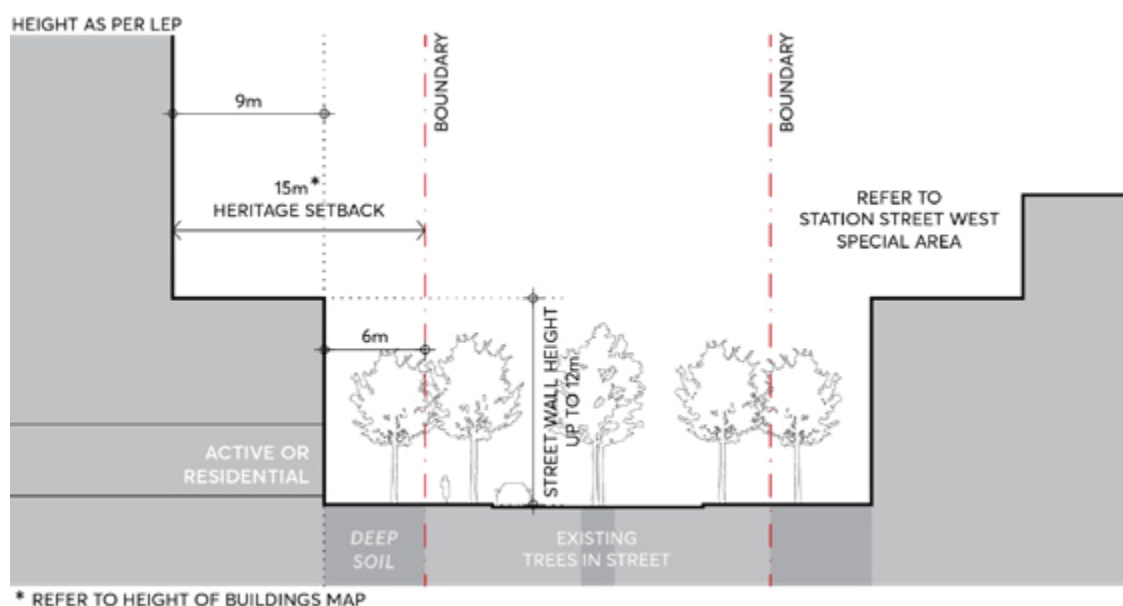 HEIGHT AS PER LEP
9m
BOUNDARY
BOUNDARY
15m*
HERITAGE SETBACK
REFER TO
STATION STREET WEST
SPECIAL AREA
6m
STREET WALL HEIGHT
UP TO 12m
ACTIVE OR
RESIDENTIAL
DEEP
SOIL
EXISTING
TREES IN STREET
* REFER TO HEIGHT OF BUILDINGS MAP